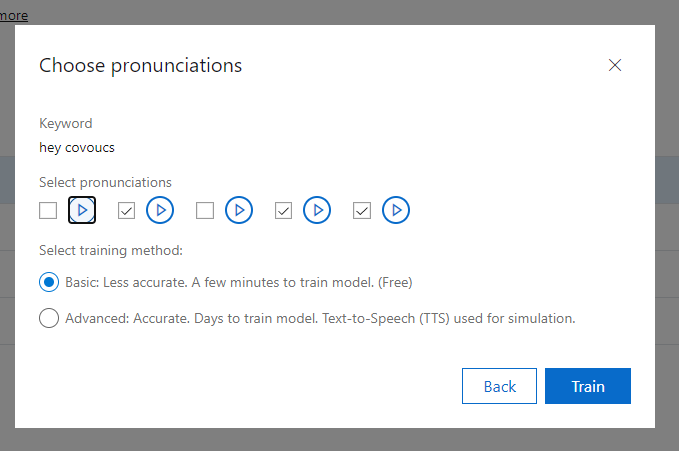 more
Choose pronunciations
Keyword
hey covoucs
Select pronunciations
Select training method:
Basic: Less accurate. A few minutes to train model. (Free)
Advanced: Accurate. Days to train model. Text-to-Speech (TTS) used for simulation.
Back
Train